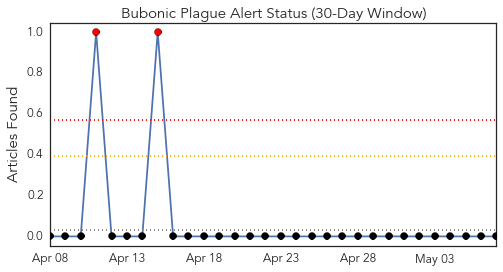 Bubonic Plague Alert Status (30-Day Window)
Articles Found
1.0
0.8
0.6
0.4
0.2
0.0
Apr 08 Apr 13 Apr 18 Apr 23 Apr 28 May 03